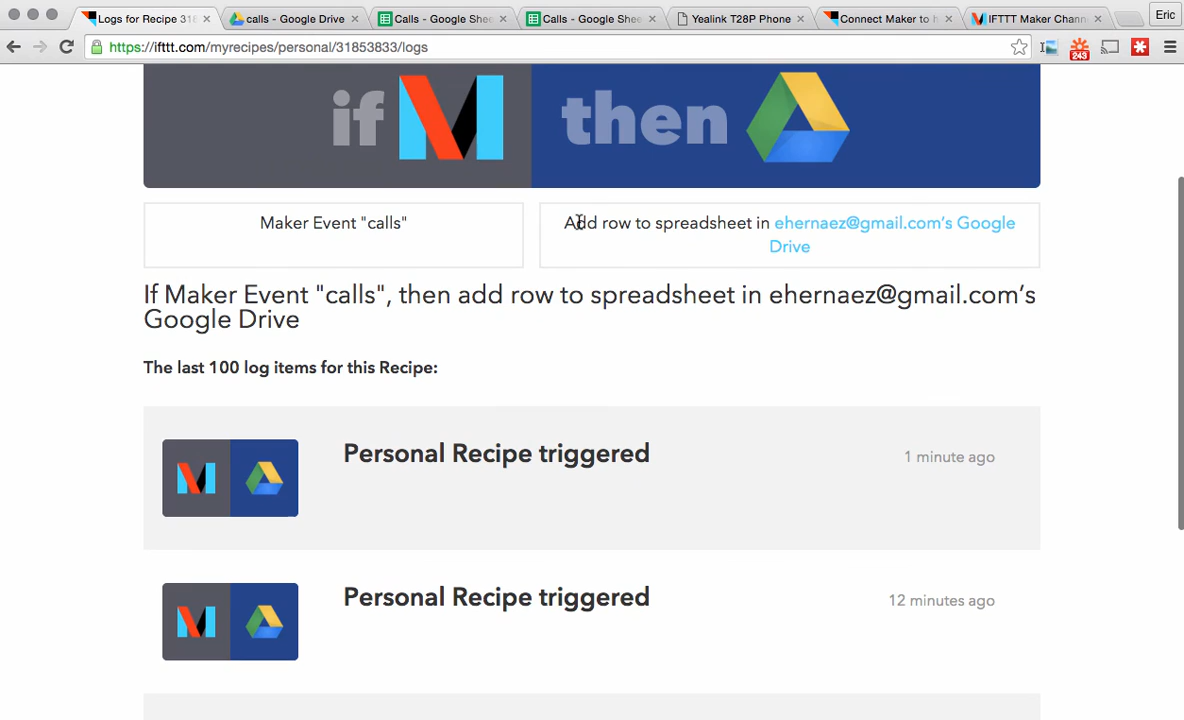 Logs for Recipe 318
calls - Google Drive
Calls - Google Shee
Calls - Google Shee
Yealink T28P Phone
Connect Maker to h
IFTTT Maker Chann
Eric
https://ifttt.com/myrecipes/personal/31853833/logs
243
if
then
Maker Event "calls"
Add row to spreadsheet in ehernaez@gmail.com's Google
Drive
If Maker Event "calls", then add row to spreadsheet in ehernaez@gmail.com's
Google Drive
The last 100 log items for this Recipe:
Personal Recipe triggered
1 minute ago
Personal Recipe triggered
12 minutes ago